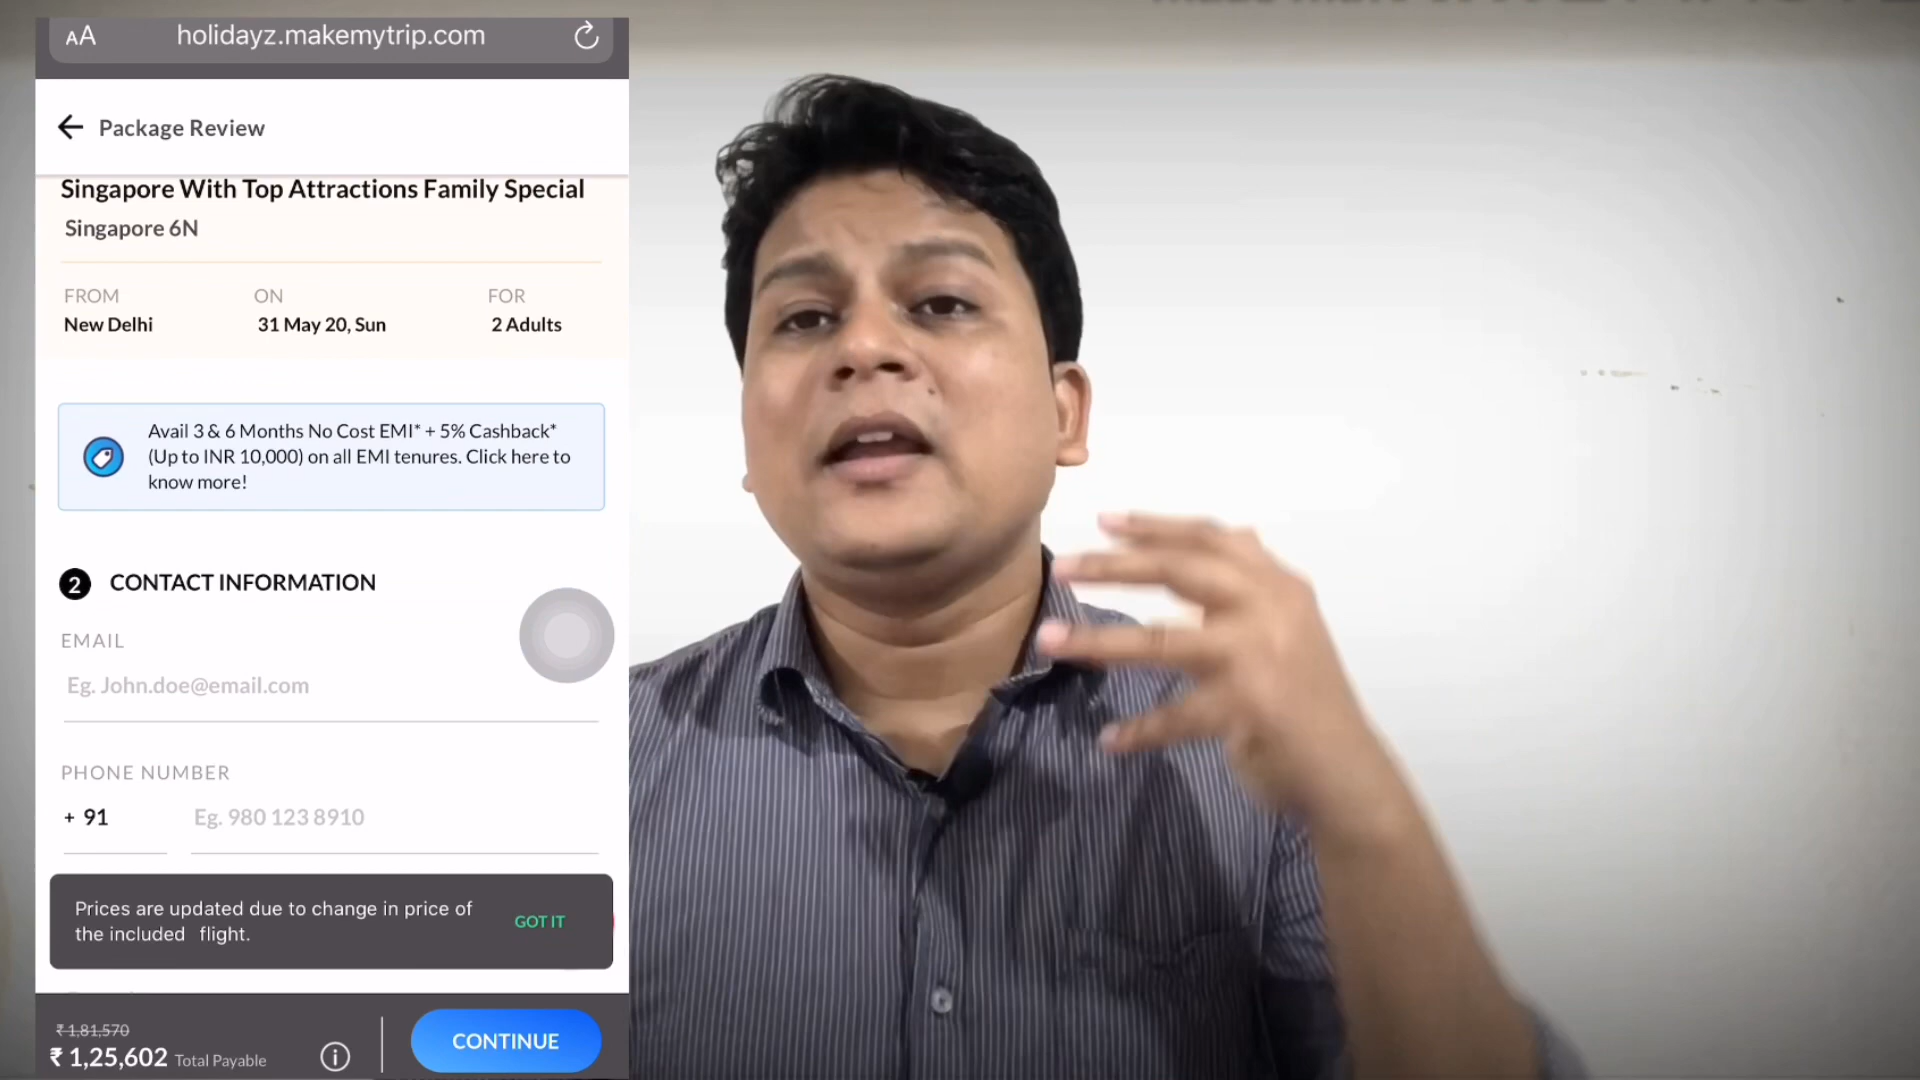 AA holidayz.makemytrip.com
Package Review
Singapore With Top Attractions Family Special
Singapore 6N
FROM ON FOR
New Delhi 31 May 20, Sun 2 Adults
Avail 3 & 6 Months No Cost EMI* + 5% Cashback*
(Up to INR 10,000) on all EMI tenures. Click here to
know more!
2 CONTACT INFORMATION
EMAIL
Eg. John.doe@email.com
PHONE NUMBER
+ 91 Eg. 980 123 8910
Prices are updated due to change in price of
the included flight.
GOT IT
₹ 1,81,570
₹ 1,25,602 Total Payable
CONTINUE